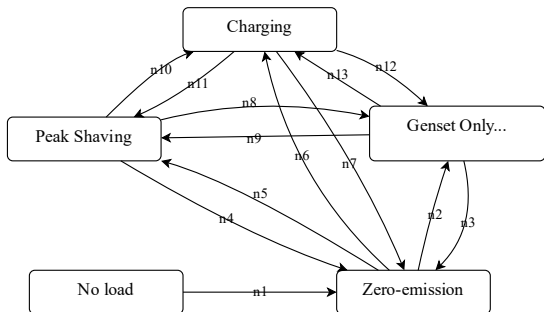 Charging
n10
n11
n12
n13
Peak Shaving
n8
Genset Only...
n9
n6
n7
n5
n4
n2
n3
No load
n1
Zero-emission